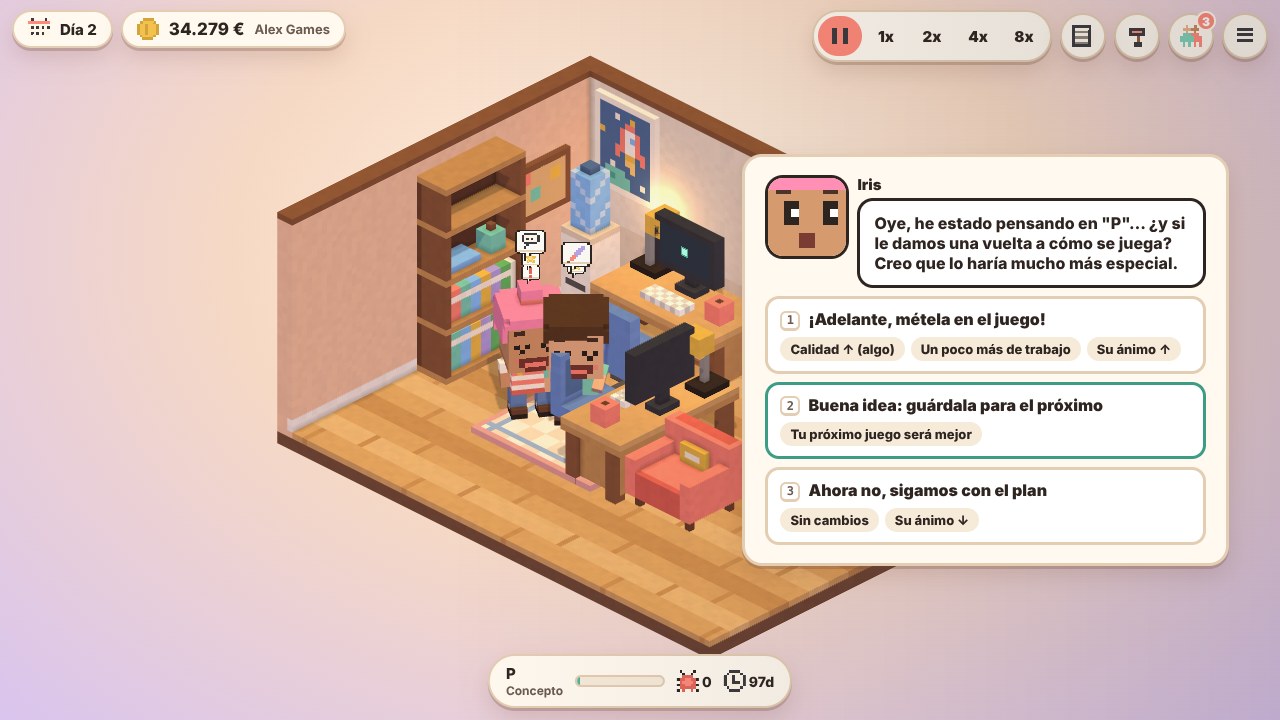 Día 2
34.279 € Alex Games
1x 2x 4x 8x
3
Iris
Oye, he estado pensando en "P"... ¿y si
le damos una vuelta a cómo se juega?
Creo que lo haría mucho más especial.
1 ¡Adelante, métela en el juego!
Calidad ↑ (algo) Un poco más de trabajo Su ánimo ↑
2 Buena idea: guárdala para el próximo
Tu próximo juego será mejor
3 Ahora no, sigamos con el plan
Sin cambios Su ánimo ↓
P
Concepto
0 97d